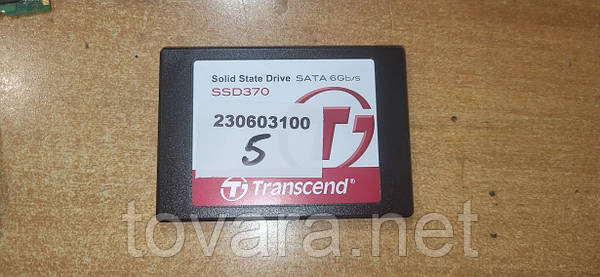 Solid State Drive SATA 6Gb/s
SSD370
230603100
5
Transcend®
tovara.net